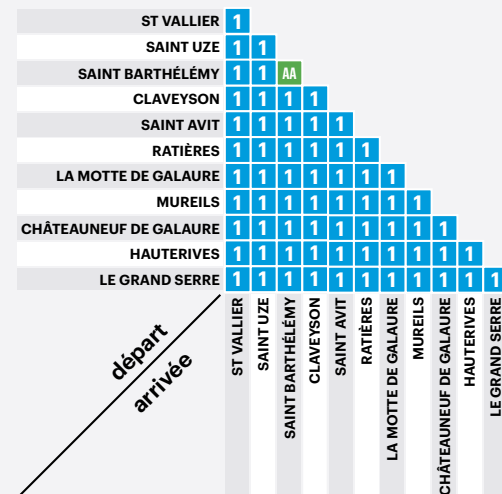 ST VALLIER 1
SAINT UZE 1 1
SAINT BARTHÉLÉMY 1 1 AA
CLAVEYSON 1 1 1 1
SAINT AVIT 1 1 1 1 1
RATIÈRES 1 1 1 1 1 1
LA MOTTE DE GALAURE 1 1 1 1 1 1 1
MUREILS 1 1 1 1 1 1 1 1
CHÂTEAUNEUF DE GALAURE 1 1 1 1 1 1 1 1 1
HAUTERIVES 1 1 1 1 1 1 1 1 1 1
LE GRAND SERRE 1 1 1 1 1 1 1 1 1 1 1
départ
arrivée
ST VALLIER
SAINT UZE
SAINT BARTHÉLÉMY
CLAVEYSON
SAINT AVIT
RATIÈRES
LA MOTTE DE GALAURE
MUREILS
CHÂTEAUNEUF DE GALAURE
HAUTERIVES
LE GRAND SERRE